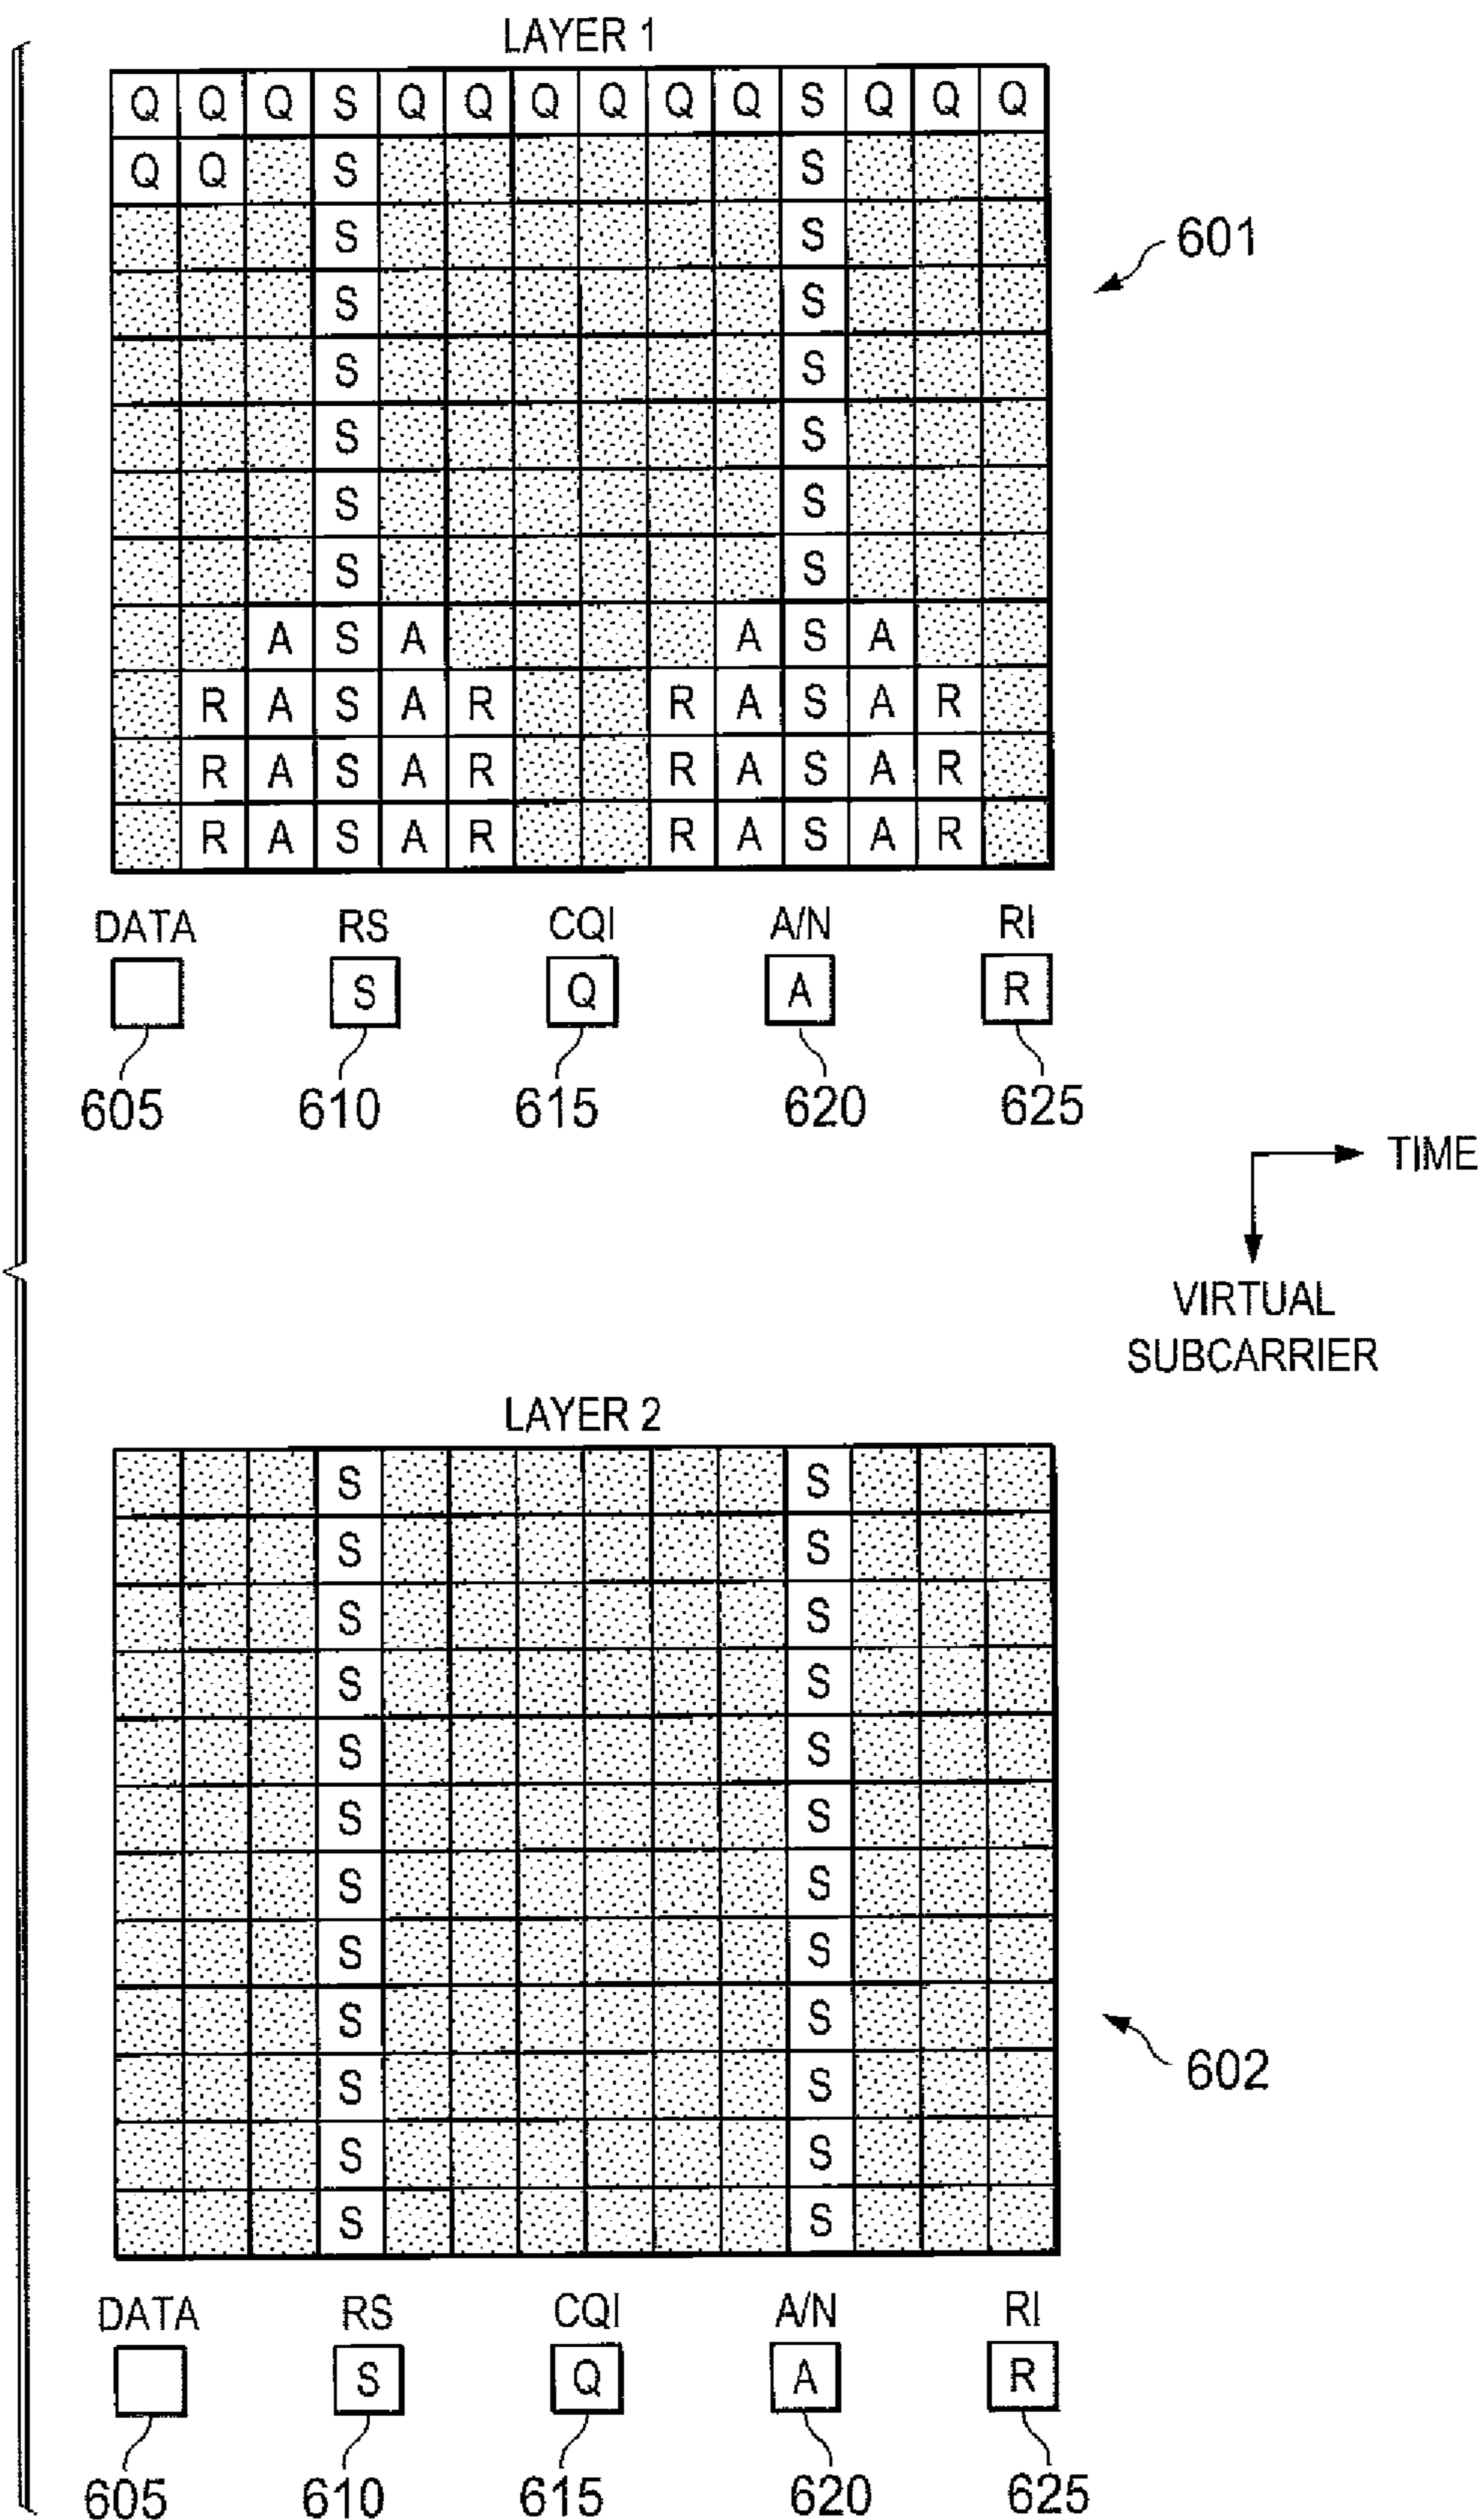 LAYER 1
Q Q Q S Q Q Q Q Q Q S Q Q Q
Q Q S S
S S
S S
S S
S S
S S
S S
A S A A S A
R A S A R R A S A R
R A S A R R A S A R
R A S A R R A S A R
601
DATA RS CQI A/N RI
S Q A R
605 610 615 620 625
TIME
VIRTUAL
SUBCARRIER
LAYER 2
S S
S S
S S
S S
S S
S S
S S
S S
S S
S S
S S
S S
602
DATA RS CQI A/N RI
S Q A R
605 610 615 620 625